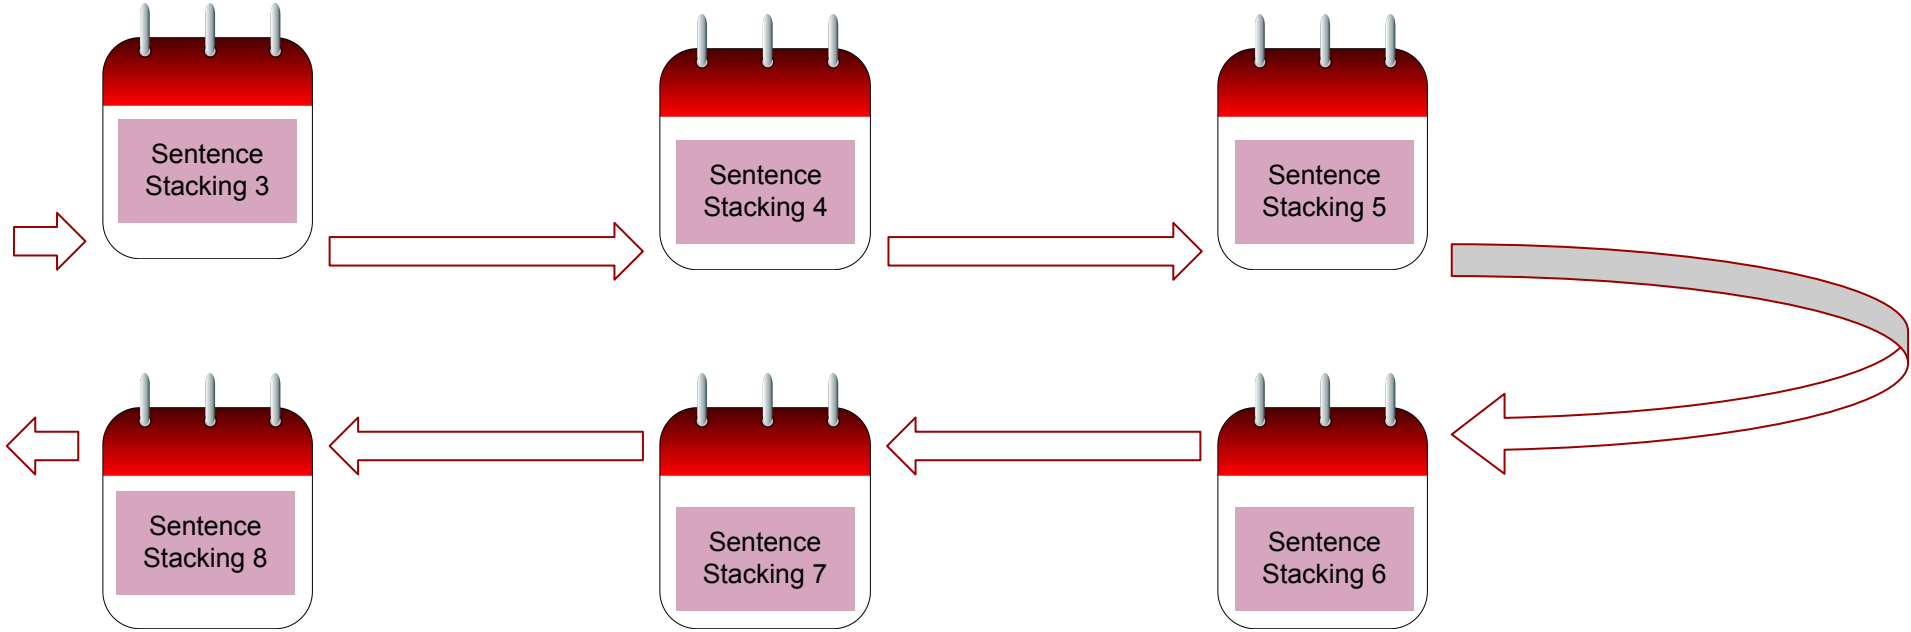 Sentence
Stacking 3
Sentence
Stacking 4
Sentence
Stacking 5
Sentence
Stacking 6
Sentence
Stacking 7
Sentence
Stacking 8